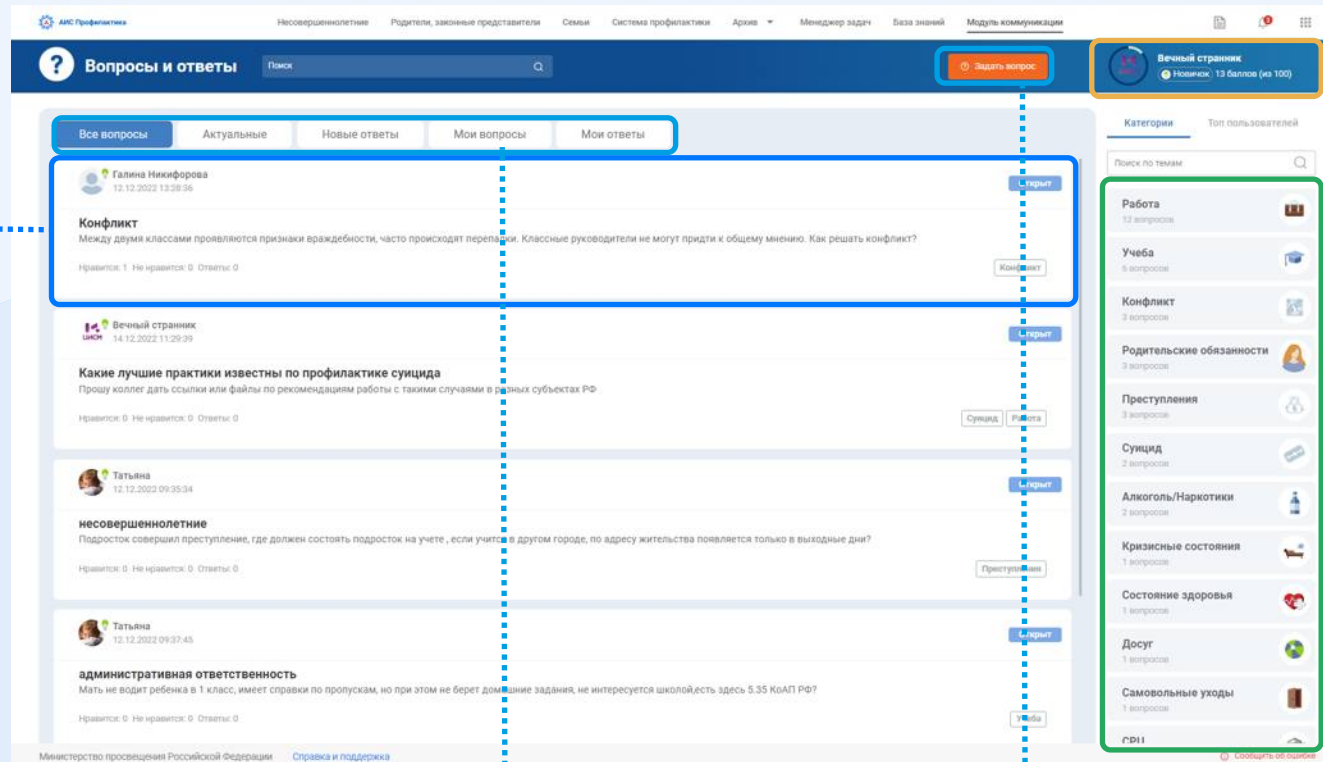 АИС Профилактика
Несовершеннолетние Родители, законные представители Семьи Система профилактики Архив Менеджер задач База знаний Модуль коммуникации
? Вопросы и ответы
Поиск
Задать вопрос
Вечный странник
Новичок 13 баллов (из 100)
Все вопросы Актуальные Новые ответы Мои вопросы Мои ответы
Галина Никифорова
12.12.2022 13:28:36
Открыт
Конфликт
Между двумя классами проявляются признаки враждебности, часто происходят перепалки. Классные руководители не могут придти к общему мнению. Как решать конфликт?
Нравится: 1 Не нравится: 0 Ответы: 0
Конфликт
Вечный странник
14.12.2022 11:29:39
Открыт
Какие лучшие практики известны по профилактике суицида
Прошу коллег дать ссылки или файлы по рекомендациям работы с такими случаями в разных субъектах РФ
Нравится: 0 Не нравится: 0 Ответы: 0
Суицид Работа
Татьяна
12.12.2022 09:35:34
Открыт
несовершеннолетние
Подросток совершил преступление, где должен состоять подросток на учете , если учится в другом городе, по адресу жительства появляется только в выходные дни?
Нравится: 0 Не нравится: 0 Ответы: 0
Преступления
Татьяна
12.12.2022 09:37:45
Открыт
административная ответственность
Мать не водит ребенка в 1 класс, имеет справки по пропускам, но при этом не берет домашние задания, не интересуется школой,есть здесь 5.35 КоАП РФ?
Нравится: 0 Не нравится: 0 Ответы: 0
Учеба
Категории Топ пользователей
Поиск по темам
Работа
12 вопросов
Учеба
6 вопросов
Конфликт
3 вопросов
Родительские обязанности
3 вопросов
Преступления
3 вопросов
Суицид
2 вопросов
Алкоголь/Наркотики
2 вопросов
Кризисные состояния
1 вопросов
Состояние здоровья
1 вопросов
Досуг
1 вопросов
Самовольные уходы
1 вопросов
Министерство просвещения Российской Федерации Справка и поддержка
Сообщить об ошибке